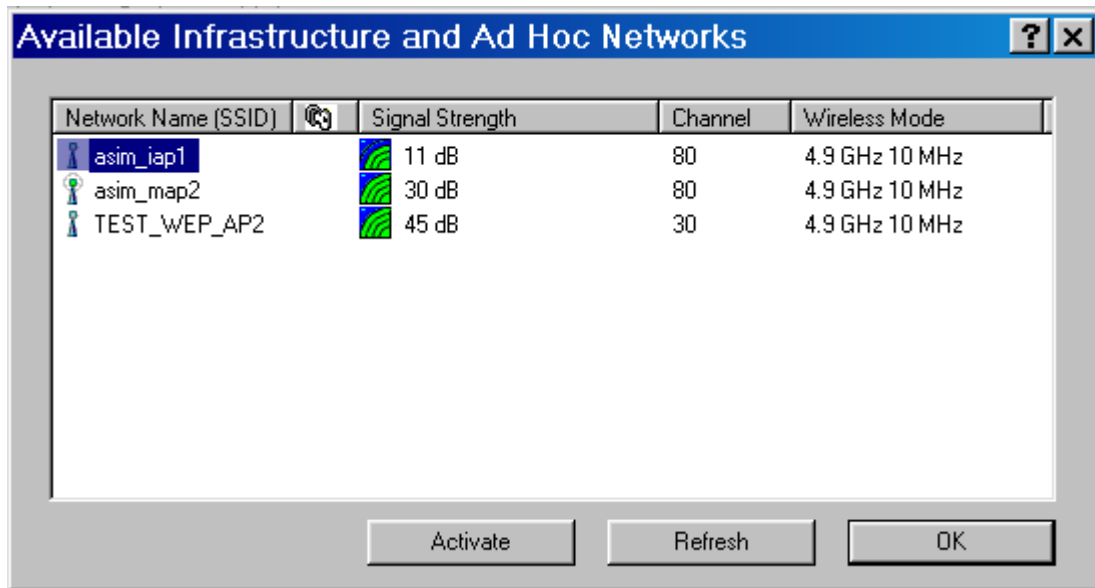 Available Infrastructure and Ad Hoc Networks
Network Name (SSID) Signal Strength Channel Wireless Mode
asim_iap1 11 dB 80 4.9 GHz 10 MHz
asim_map2 30 dB 80 4.9 GHz 10 MHz
TEST_WEP_AP2 45 dB 30 4.9 GHz 10 MHz
Activate Refresh OK